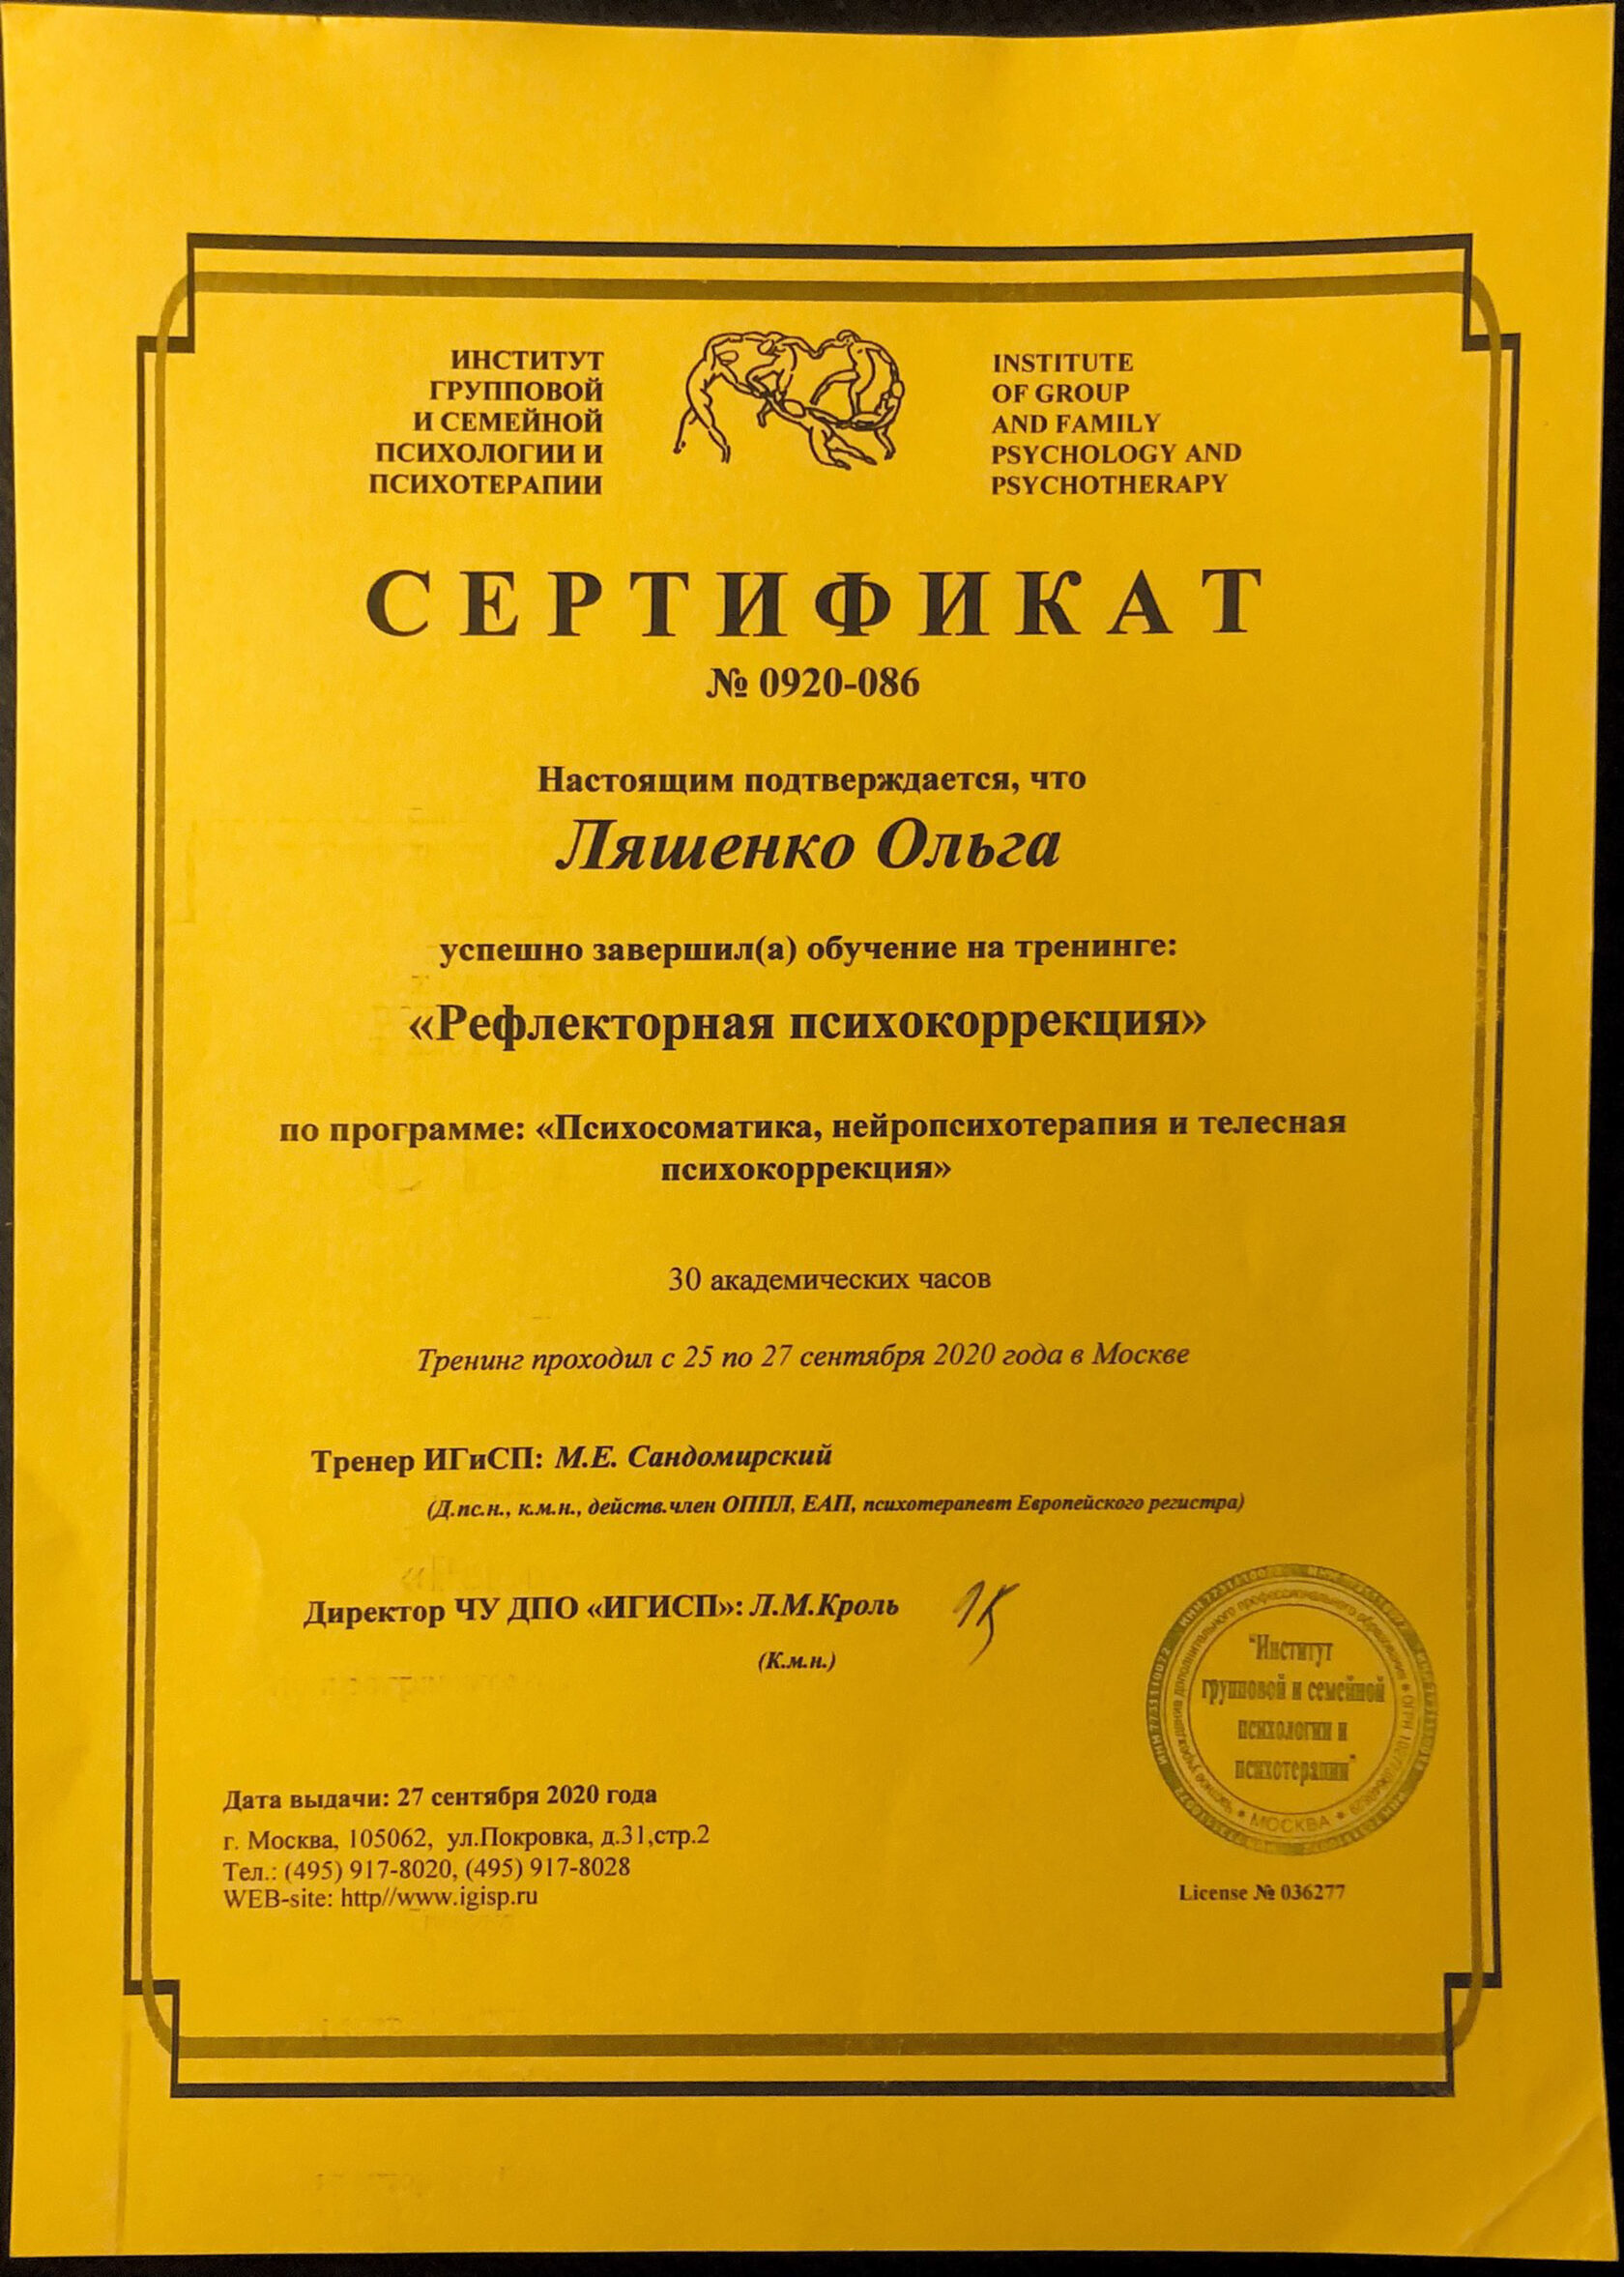 ИНСТИТУТ
ГРУППОВОЙ
И СЕМЕЙНОЙ
ПСИХОЛОГИИ И
ПСИХОТЕРАПИИ
INSTITUTE
OF GROUP
AND FAMILY
PSYCHOLOGY AND
PSYCHOTHERAPY
СЕРТИФИКАТ
№ 0920-086
Настоящим подтверждается, что
Ляшенко Ольга
успешно завершил(а) обучение на тренинге:
«Рефлекторная психокоррекция»
по программе: «Психосоматика, нейропсихотерапия и телесная
психокоррекция»
30 академических часов
Тренинг проходил с 25 по 27 сентября 2020 года в Москве
Тренер ИГиСП: М.Е. Сандомирский
(Д.пс.н., к.м.н., действ.член ОППЛ, ЕАП, психотерапевт Европейского регистра)
Директор ЧУ ДПО «ИГИСП»: Л.М.Кроль
(К.м.н.)
"Институт
групповой и семейной
психологии и
психотерапии"
МОСКВА
Дата выдачи: 27 сентября 2020 года
г. Москва, 105062, ул.Покровка, д.31,стр.2
Тел.: (495) 917-8020, (495) 917-8028
WEB-site: http//www.igisp.ru
License № 036277